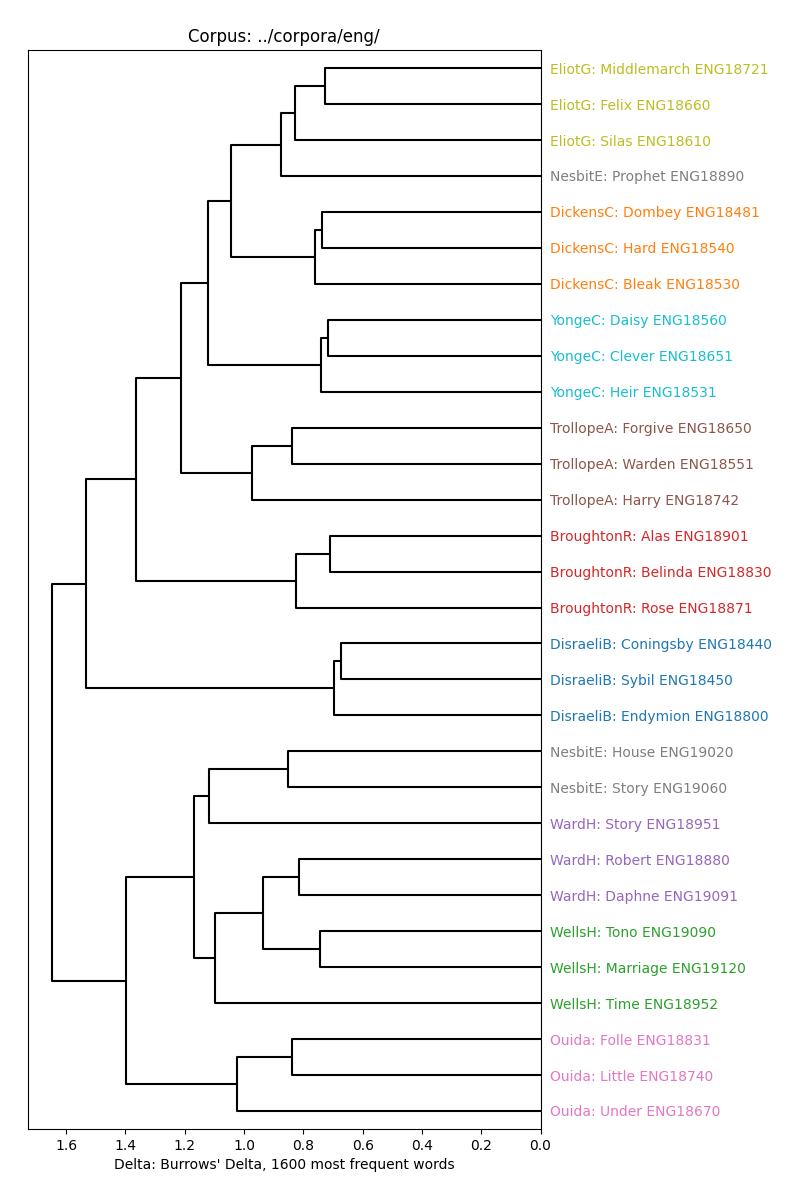 Corpus: ../corpora/eng/
EliotG: Middlemarch ENG18721
EliotG: Felix ENG18660
EliotG: Silas ENG18610
NesbitE: Prophet ENG18890
DickensC: Dombey ENG18481
DickensC: Hard ENG18540
DickensC: Bleak ENG18530
YongeC: Daisy ENG18560
YongeC: Clever ENG18651
YongeC: Heir ENG18531
TrollopeA: Forgive ENG18650
TrollopeA: Warden ENG18551
TrollopeA: Harry ENG18742
BroughtonR: Alas ENG18901
BroughtonR: Belinda ENG18830
BroughtonR: Rose ENG18871
DisraeliB: Coningsby ENG18440
DisraeliB: Sybil ENG18450
DisraeliB: Endymion ENG18800
NesbitE: House ENG19020
NesbitE: Story ENG19060
WardH: Story ENG18951
WardH: Robert ENG18880
WardH: Daphne ENG19091
WellsH: Tono ENG19090
WellsH: Marriage ENG19120
WellsH: Time ENG18952
Ouida: Folle ENG18831
Ouida: Little ENG18740
Ouida: Under ENG18670
1.6 1.4 1.2 1.0 0.8 0.6 0.4 0.2 0.0
Delta: Burrows' Delta, 1600 most frequent words